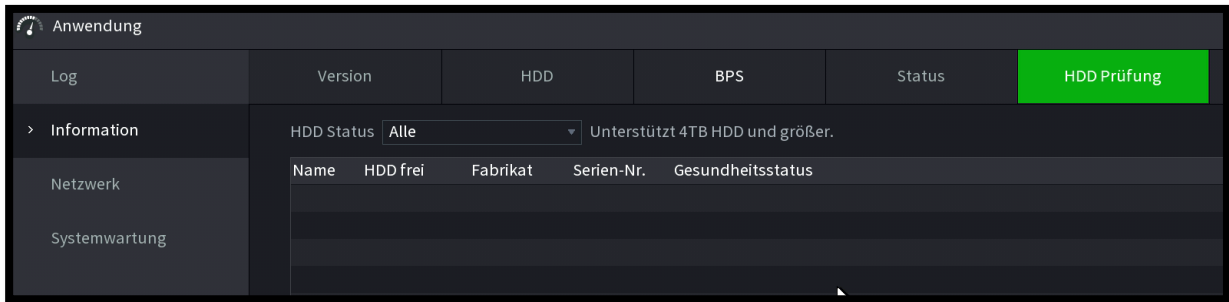 Anwendung
Log
Version
HDD
BPS
Status
HDD Prüfung
Information
HDD Status
Alle
Unterstützt 4TB HDD und größer.
Name
HDD frei
Fabrikat
Serien-Nr.
Gesundheitsstatus
Netzwerk
Systemwartung